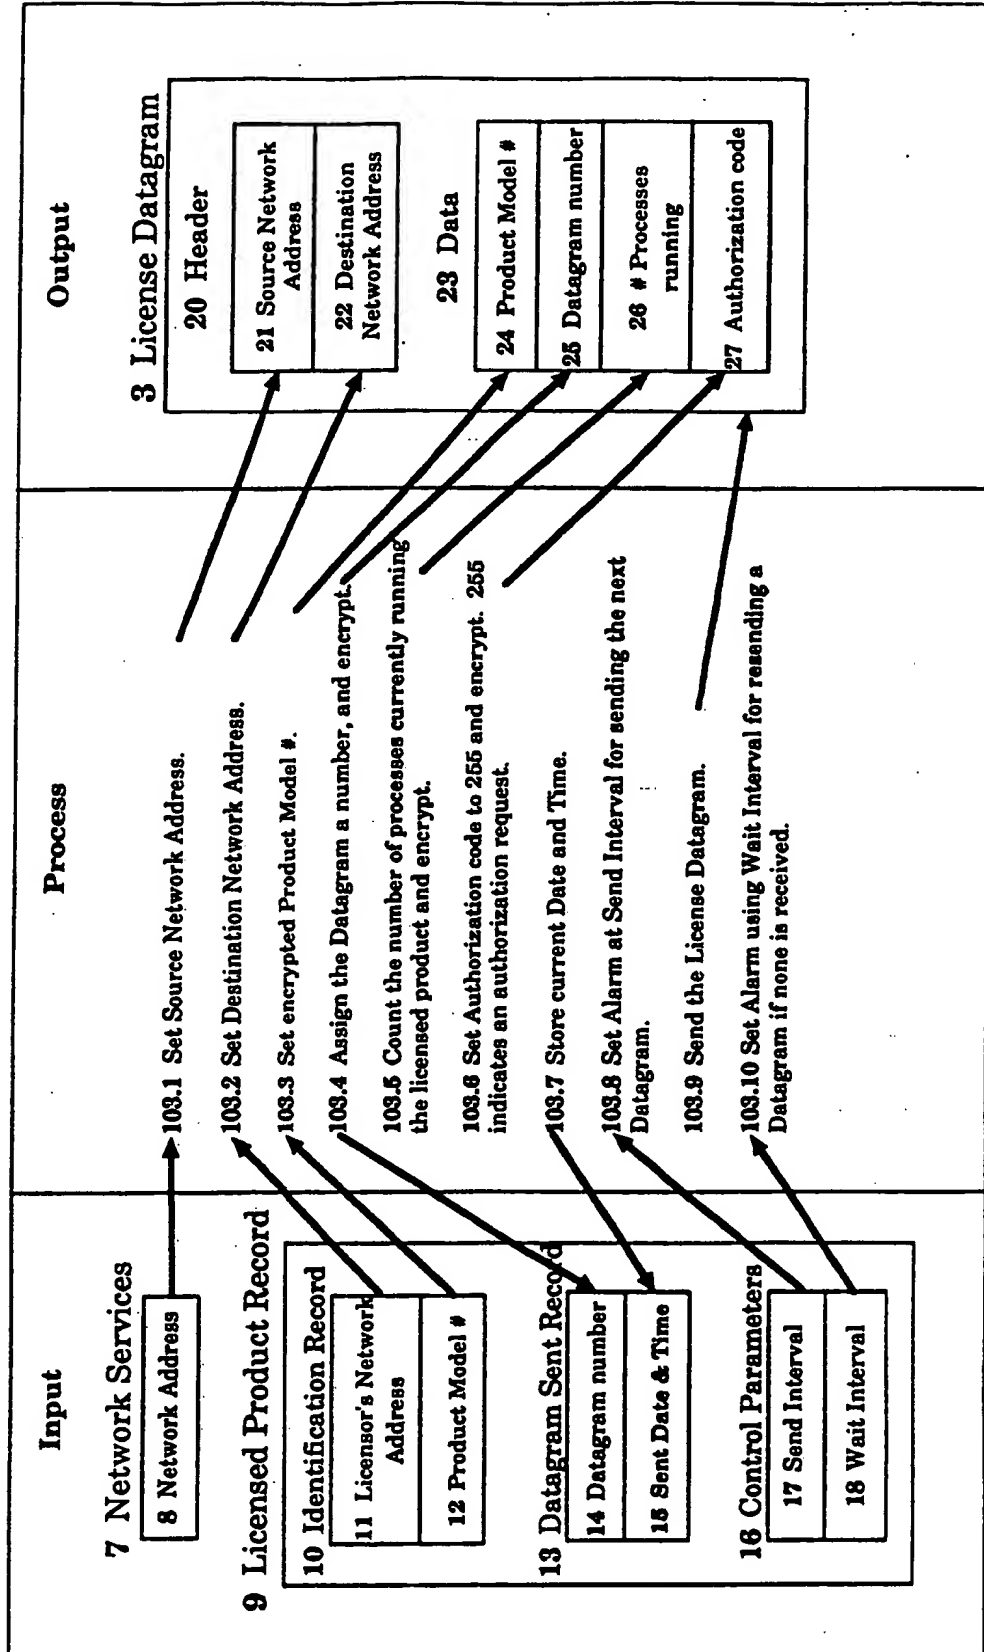 Input
7 Network Services
8 Network Address
9 Licensed Product Record
10 Identification Record
11 Licensor's Network
Address
12 Product Model #
13 Datagram Sent Record
14 Datagram number
15 Sent Date & Time
16 Control Parameters
17 Send Interval
18 Wait Interval
Process
103.1 Set Source Network Address.
103.2 Set Destination Network Address.
103.3 Set encrypted Product Model #.
103.4 Assign the Datagram a number, and encrypt.
103.5 Count the number of processes currently running
the licensed product and encrypt.
103.6 Set Authorization code to 255 and encrypt. 255
indicates an authorization request.
103.7 Store current Date and Time.
103.8 Set Alarm at Send Interval for sending the next
Datagram.
103.9 Send the License Datagram.
103.10 Set Alarm using Wait Interval for resending a
Datagram if none is received.
Output
3 License Datagram
20 Header
21 Source Network
Address
22 Destination
Network Address
23 Data
24 Product Model #
25 Datagram number
26 # Processes
running
27 Authorization code